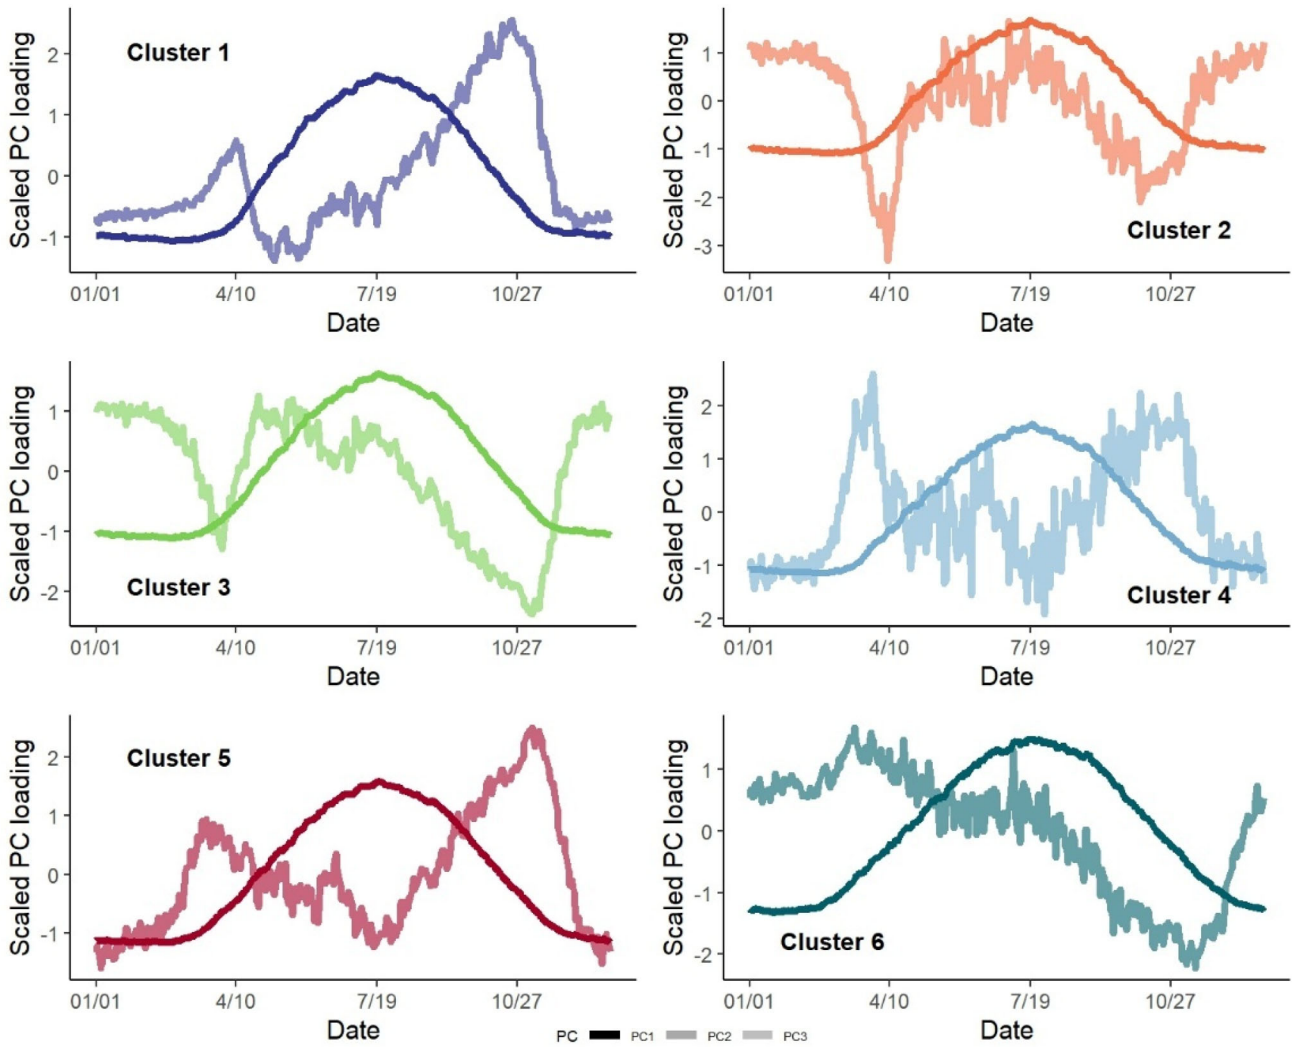 Cluster 1
Scaled PC loading
2
1
0
-1
01/01 4/10 7/19 10/27
Date
Cluster 2
Scaled PC loading
1
0
-1
-2
-3
01/01 4/10 7/19 10/27
Date
Cluster 3
Scaled PC loading
1
0
-1
-2
01/01 4/10 7/19 10/27
Date
Cluster 4
Scaled PC loading
2
1
0
-1
-2
01/01 4/10 7/19 10/27
Date
Cluster 5
Scaled PC loading
2
1
0
-1
01/01 4/10 7/19 10/27
Date
Cluster 6
Scaled PC loading
1
0
-1
-2
01/01 4/10 7/19 10/27
Date
PC PC1 PC2 PC3